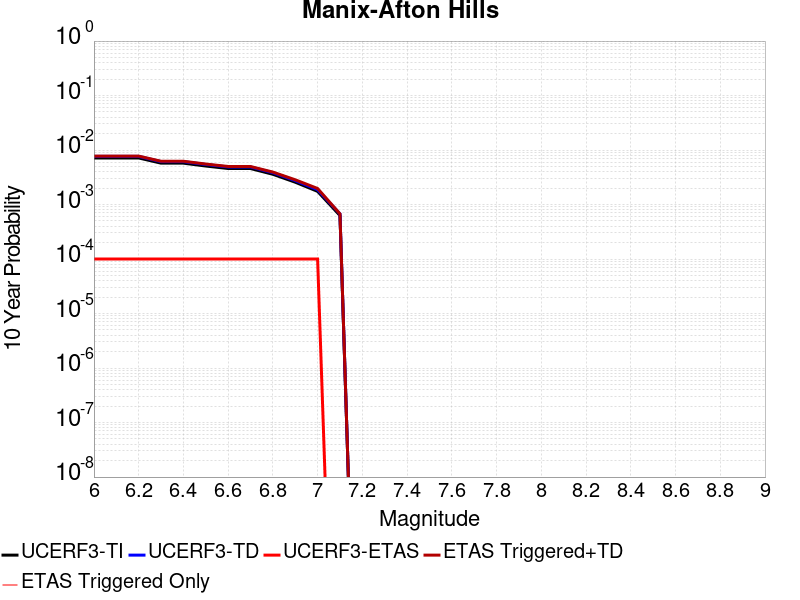 Manix-Afton Hills
10^0
10^-1
10^-2
10^-3
10^-4
10^-5
10^-6
10^-7
10^-8
10 Year Probability
6 6.2 6.4 6.6 6.8 7 7.2 7.4 7.6 7.8 8 8.2 8.4 8.6 8.8 9
Magnitude
UCERF3-TI UCERF3-TD UCERF3-ETAS ETAS Triggered+TD
ETAS Triggered Only